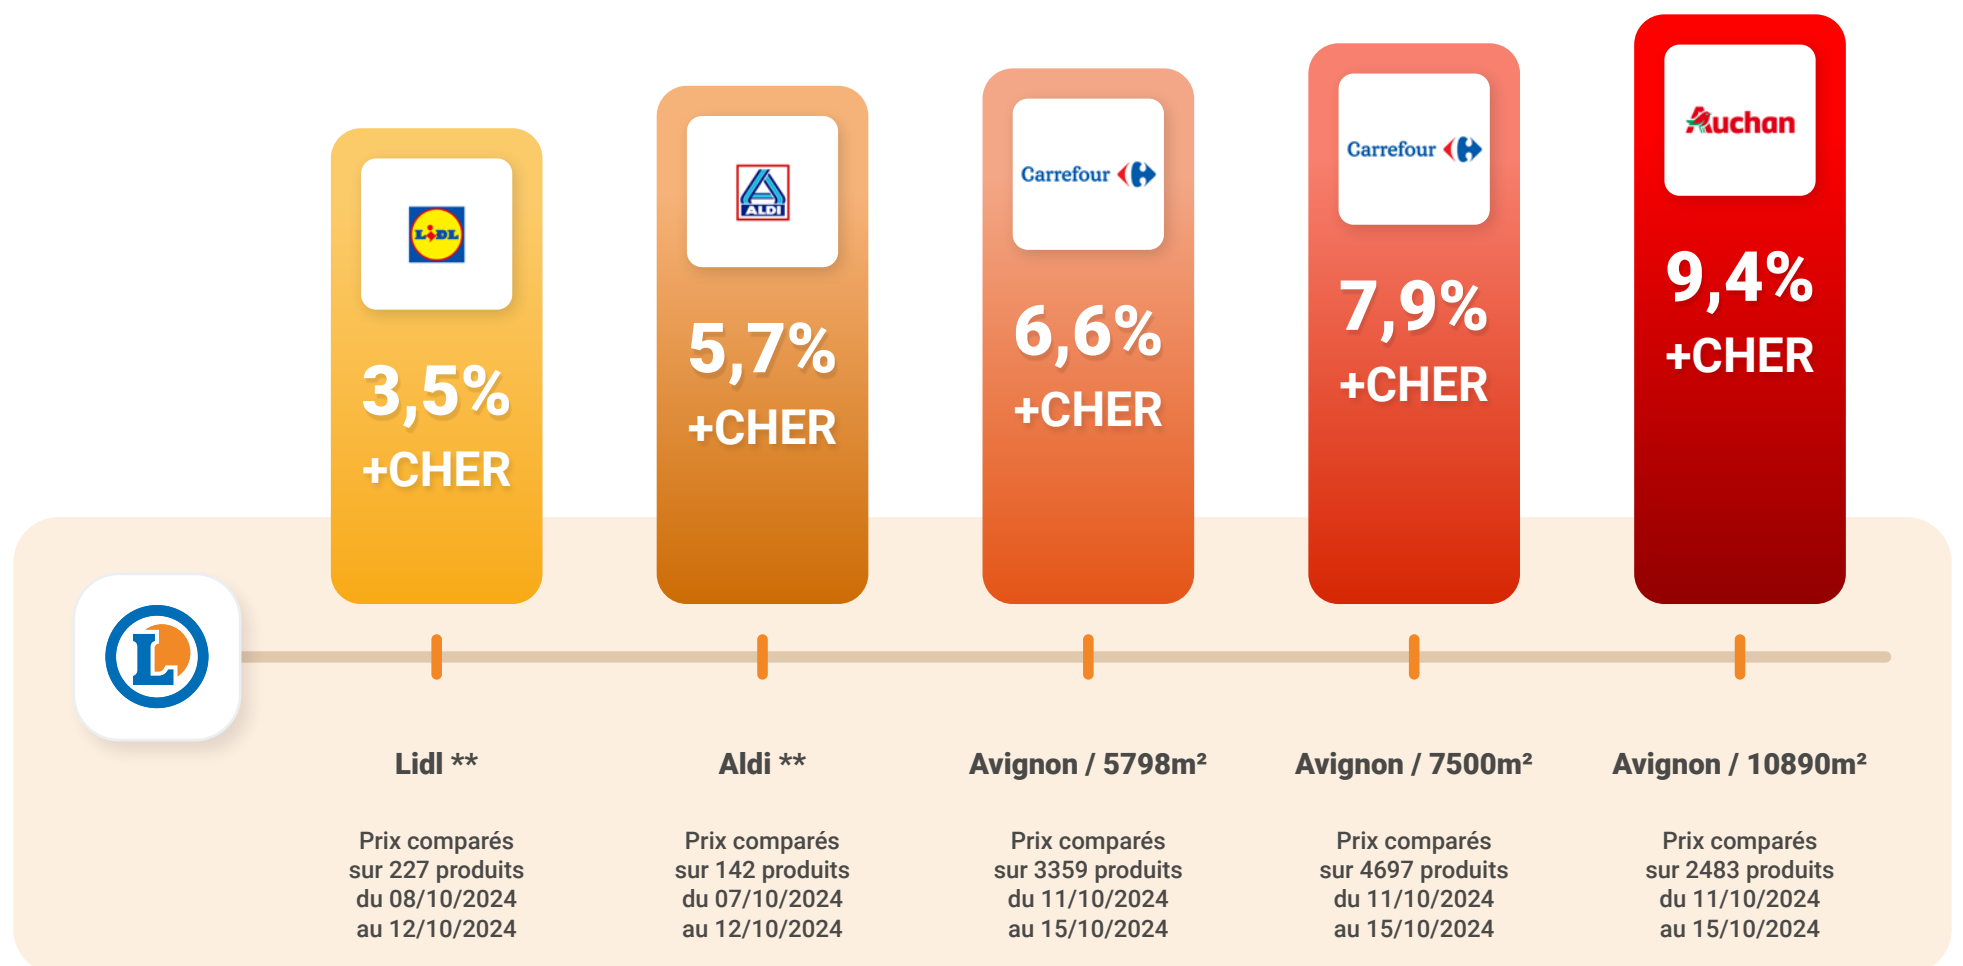 LIDL
3,5%
+CHER
ALDI
5,7%
+CHER
Carrefour
6,6%
+CHER
Carrefour
7,9%
+CHER
Auchan
9,4%
+CHER
L
Lidl **
Prix comparés
sur 227 produits
du 08/10/2024
au 12/10/2024
Aldi **
Prix comparés
sur 142 produits
du 07/10/2024
au 12/10/2024
Avignon / 5798m²
Prix comparés
sur 3359 produits
du 11/10/2024
au 15/10/2024
Avignon / 7500m²
Prix comparés
sur 4697 produits
du 11/10/2024
au 15/10/2024
Avignon / 10890m²
Prix comparés
sur 2483 produits
du 11/10/2024
au 15/10/2024